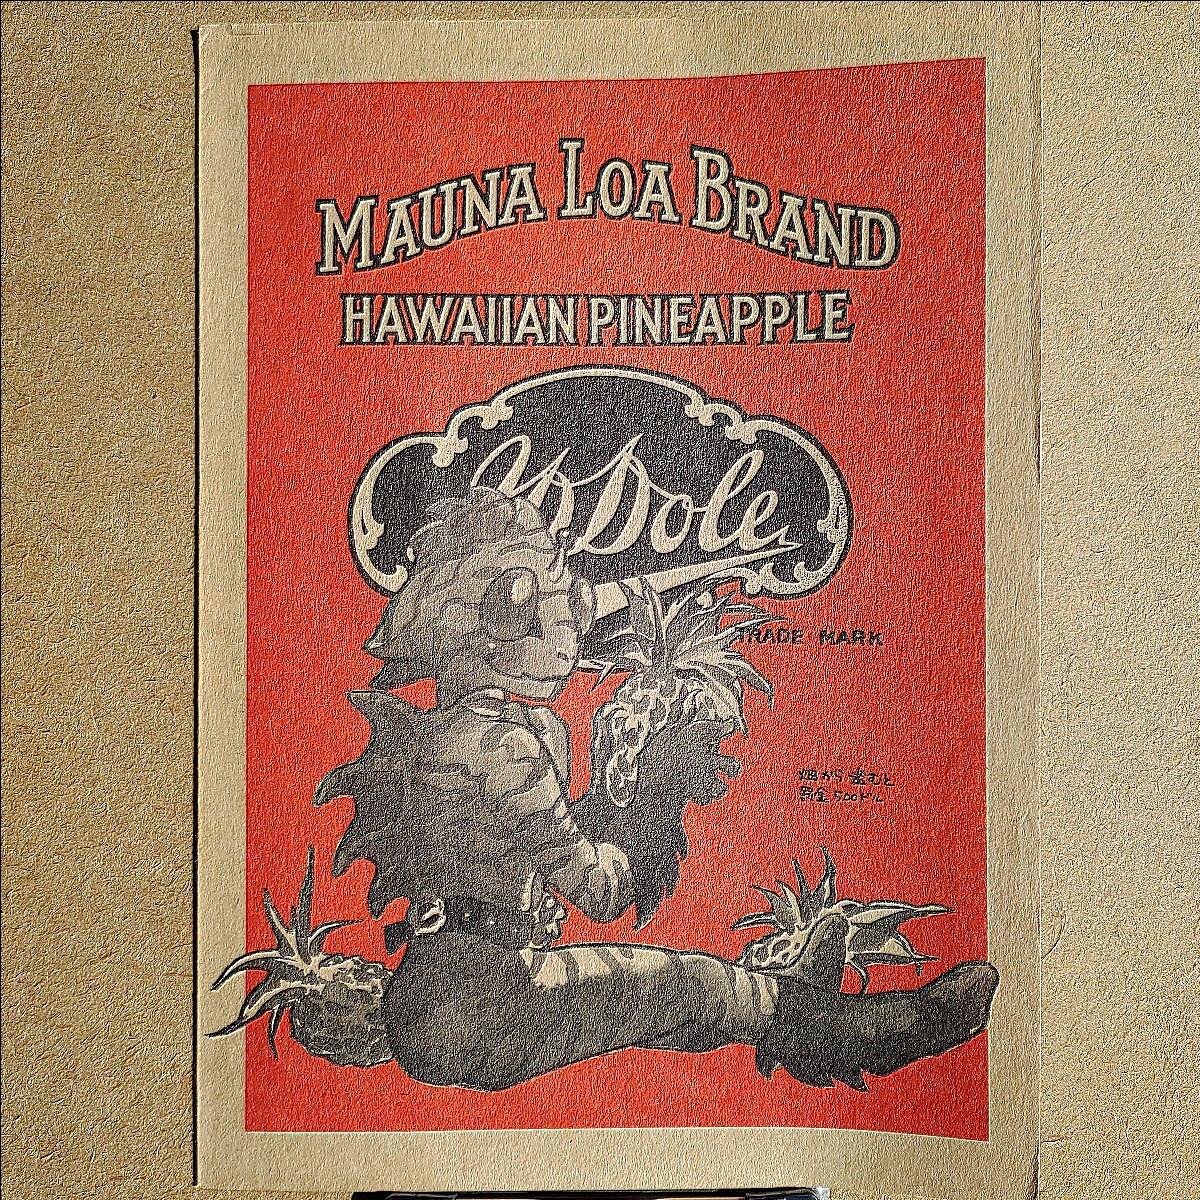 MAUNA LOA BRAND
HAWAIIAN PINEAPPLE
Dole
TRADE MARK
畑から盗むと
罰金500ドル